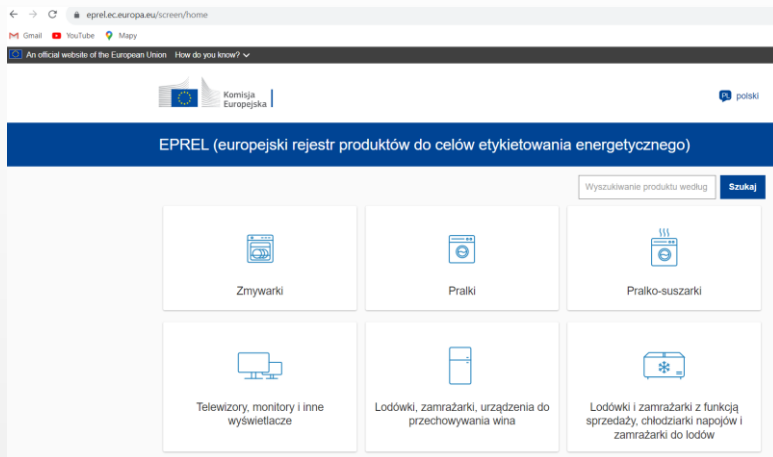 eprel.ec.europa.eu/screen/home
Gmail YouTube Mapy
An official website of the European Union How do you know?
Komisja
Europejska
PL polski
EPREL (europejski rejestr produktów do celów etykietowania energetycznego)
Wyszukiwanie produktu według Szukaj
Zmywarki
Pralki
Pralko-suszarki
Telewizory, monitory i inne
wyświetlacze
Lodówki, zamrażarki, urządzenia do
przechowywania wina
Lodówki i zamrażarki z funkcją
sprzedaży, chłodziarki napojów i
zamrażarki do lodów